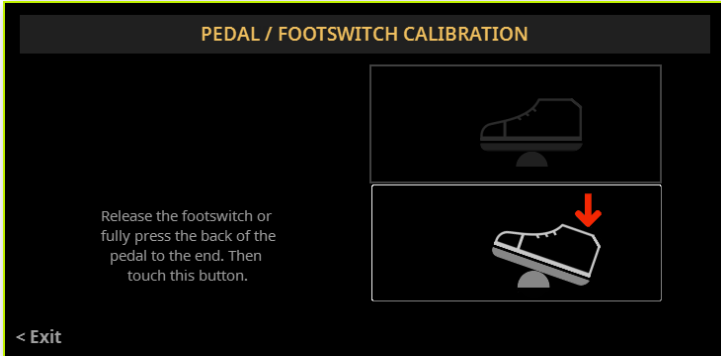 PEDAL / FOOTSWITCH CALIBRATION
Release the footswitch or
fully press the back of the
pedal to the end. Then
touch this button.
< Exit